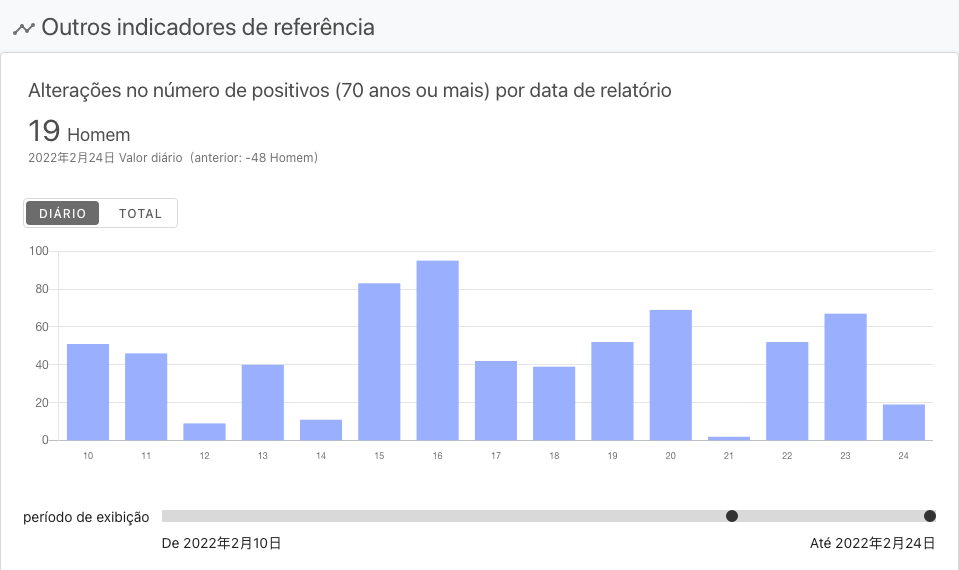 Outros indicadores de referência
Alterações no número de positivos (70 anos ou mais) por data de relatório
19 Homem
2022年2月24日 Valor diário (anterior: -48 Homem)
DIÁRIO TOTAL
100
80
60
40
20
0
10 11 12 13 14 15 16 17 18 19 20 21 22 23 24
período de exibição
De 2022年2月10日 Até 2022年2月24日